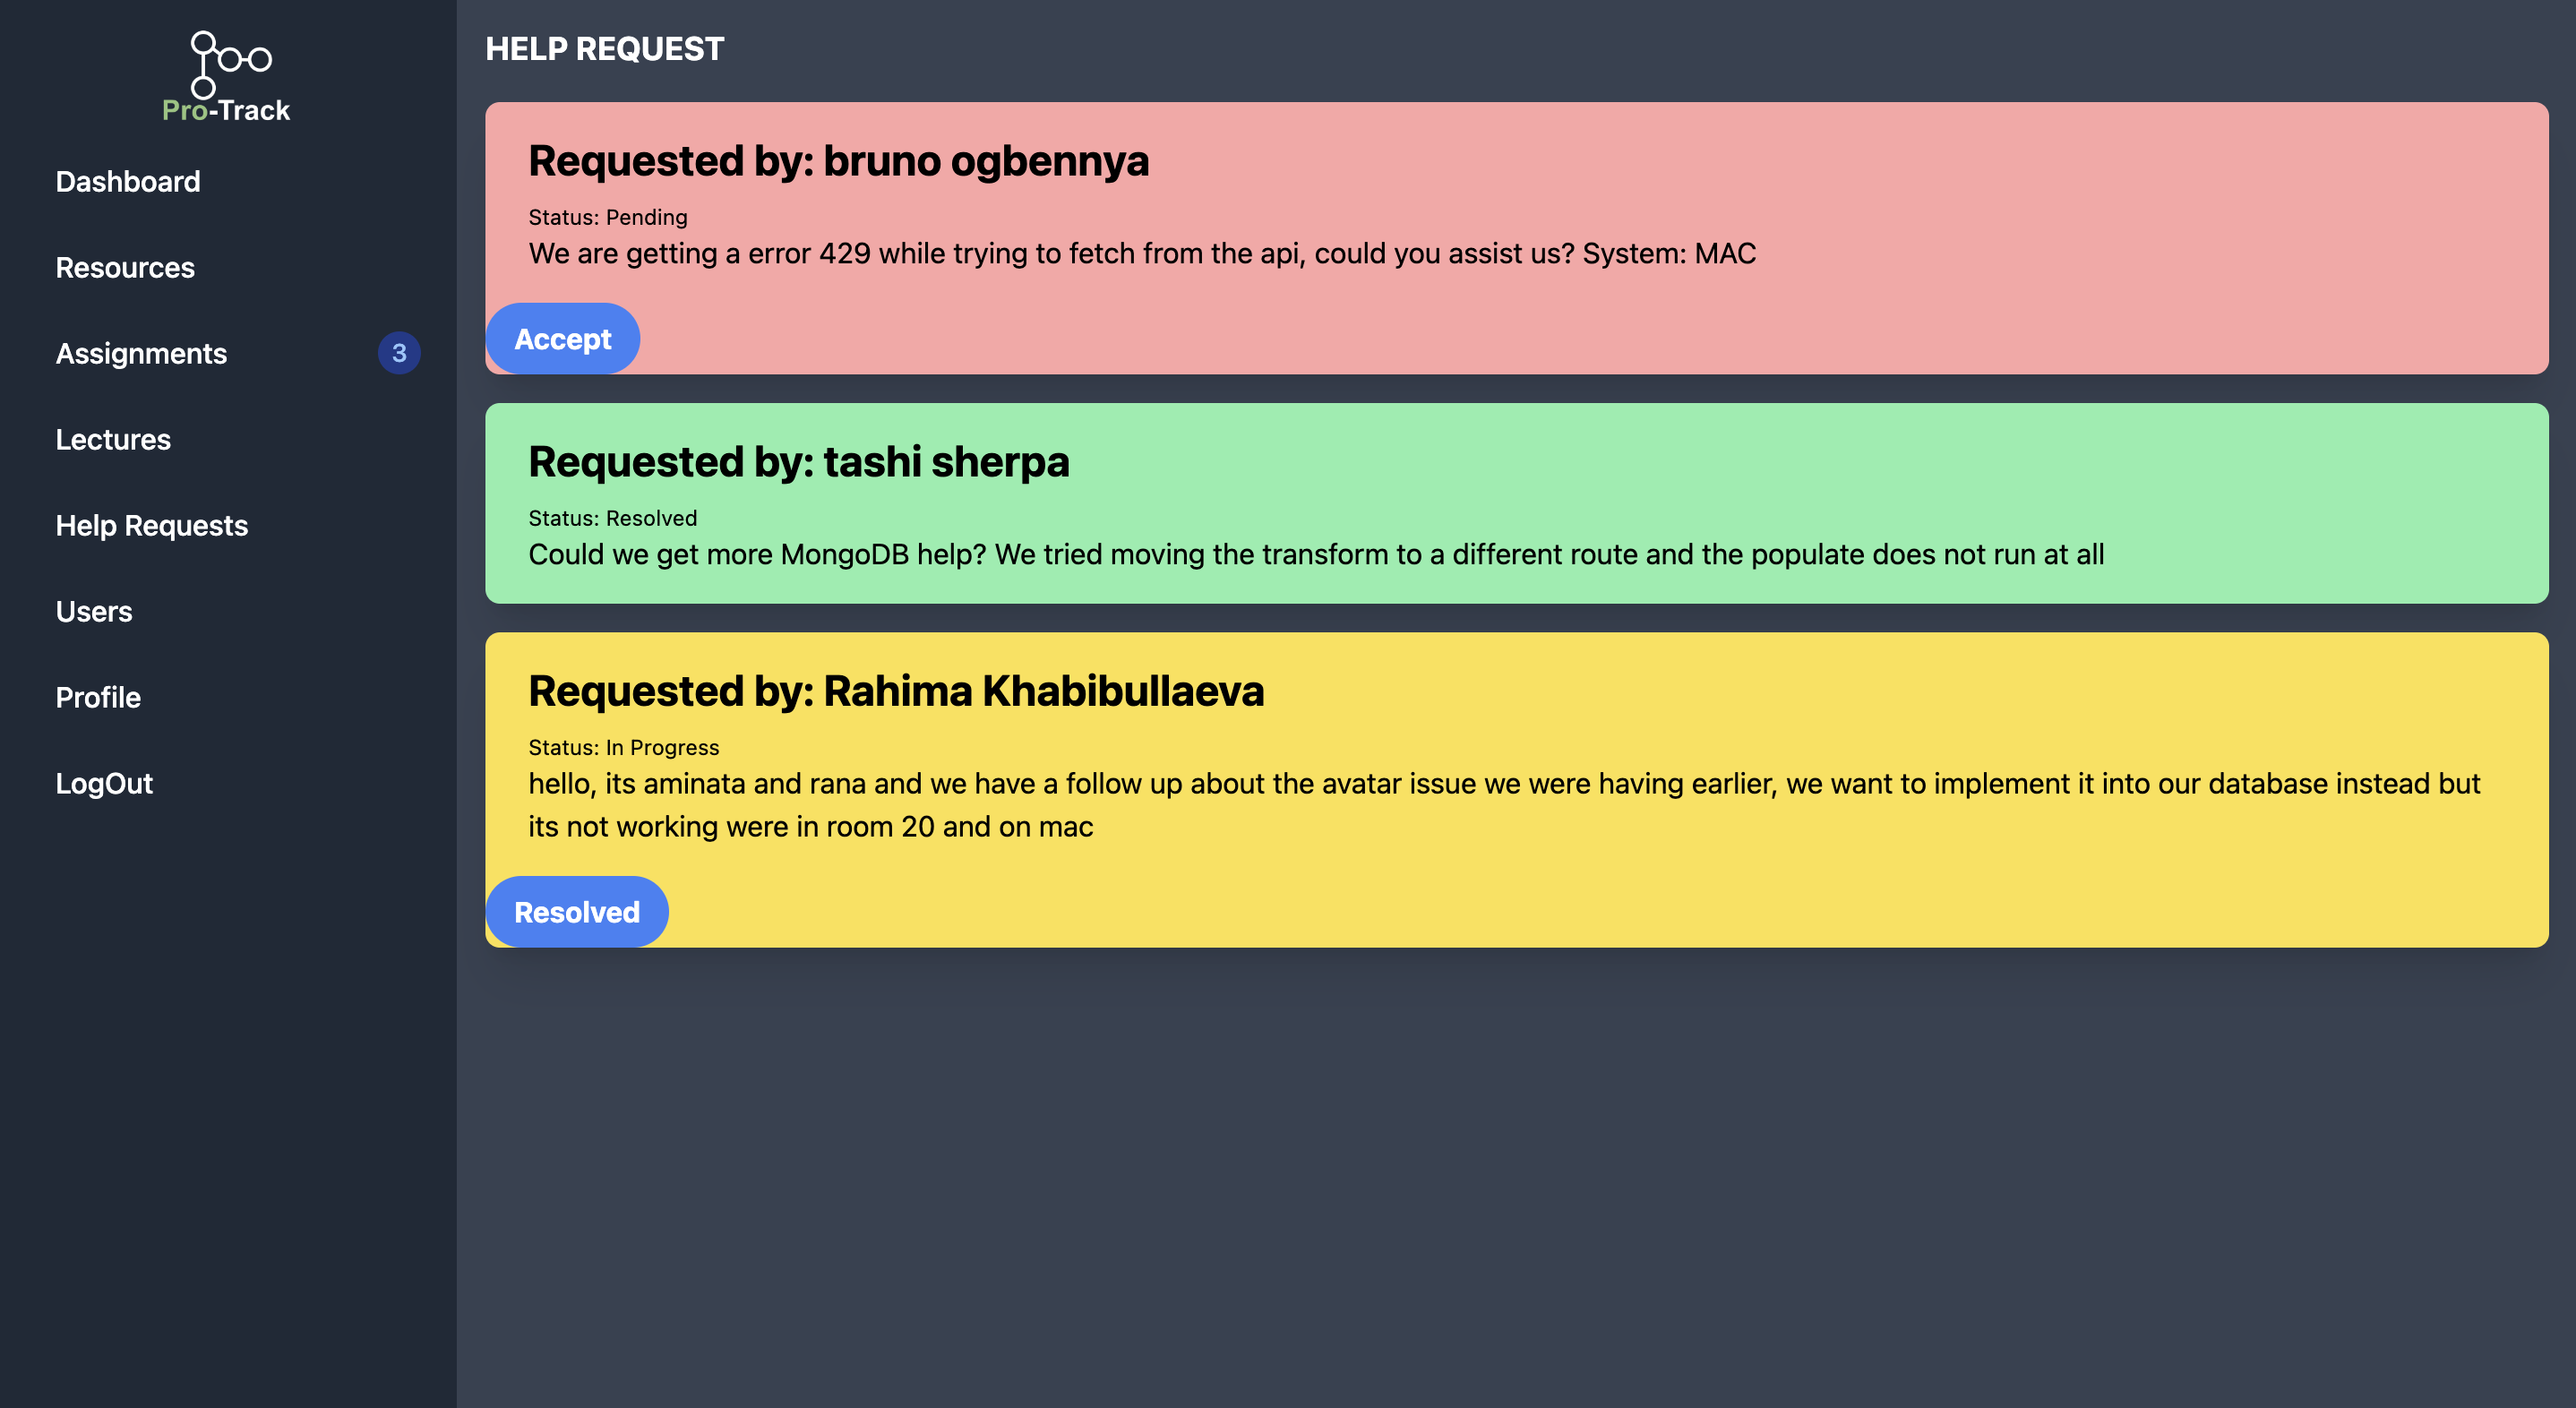 Pro-Track
Dashboard
Resources
Assignments 3
Lectures
Help Requests
Users
Profile
LogOut
HELP REQUEST
Requested by: bruno ogbennya
Status: Pending
We are getting a error 429 while trying to fetch from the api, could you assist us? System: MAC
Accept
Requested by: tashi sherpa
Status: Resolved
Could we get more MongoDB help? We tried moving the transform to a different route and the populate does not run at all
Requested by: Rahima Khabibullaeva
Status: In Progress
hello, its aminata and rana and we have a follow up about the avatar issue we were having earlier, we want to implement it into our database instead but
its not working were in room 20 and on mac
Resolved